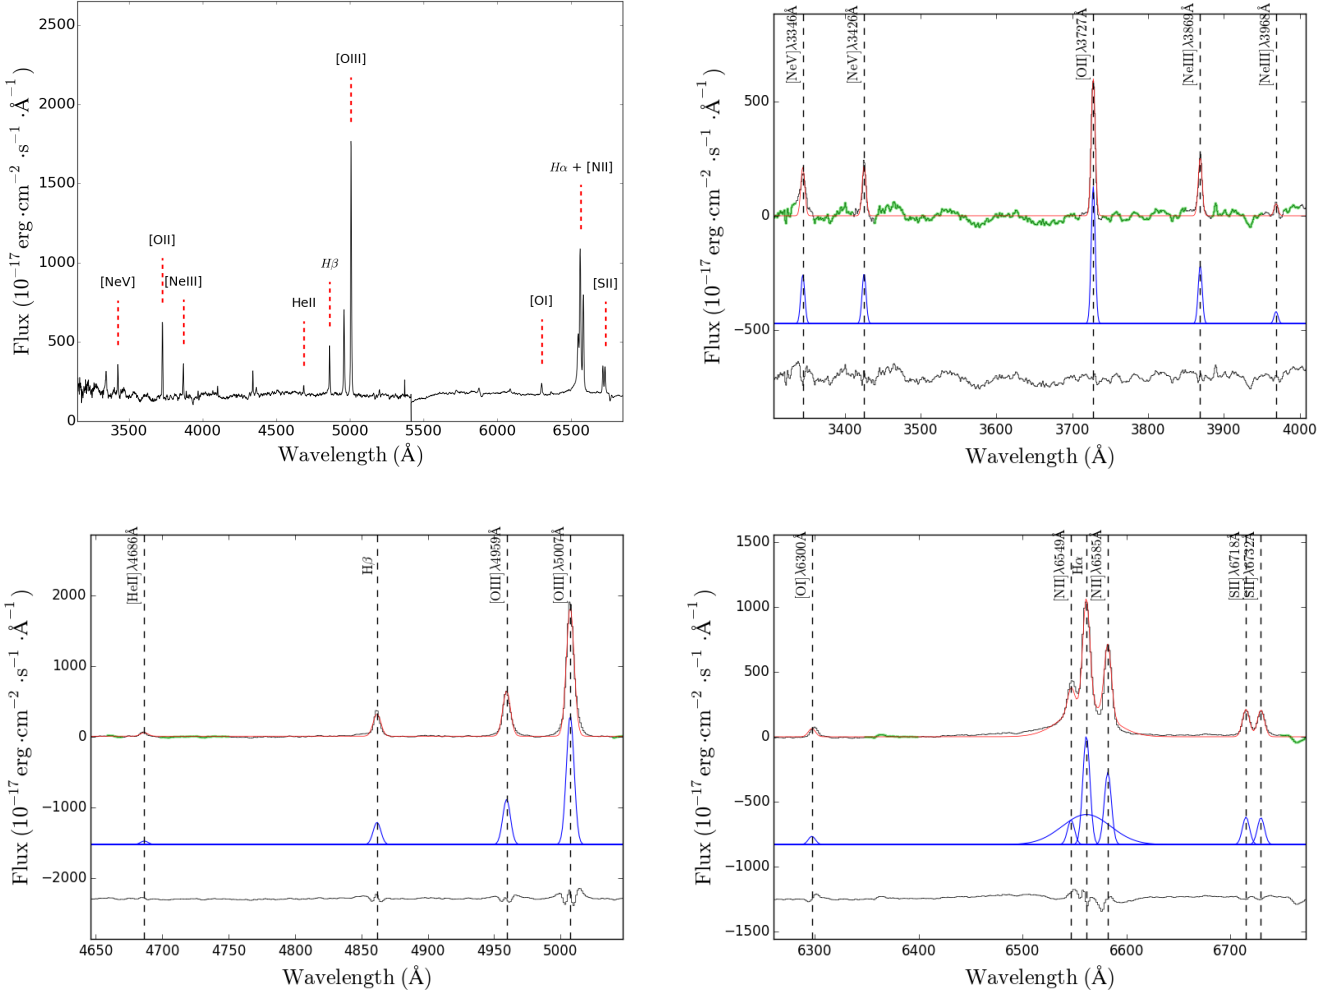 2500
2000
1500
1000
500
0
Flux (10⁻¹⁷ erg·cm⁻² ·s⁻¹ ·Å⁻¹ )
[OIII]
Hα + [NII]
[OII]
Hβ
[NeV]
[NeIII]
HeII
[OI]
[SII]
3500 4000 4500 5000 5500 6000 6500
Wavelength (Å)
[NeV]λ3346Å
[NeV]λ3426Å
[OII]λ3727Å
[NeIII]λ3869Å
[NeIII]λ3968Å
500
0
−500
Flux (10⁻¹⁷ erg·cm⁻² ·s⁻¹ ·Å⁻¹ )
3400 3500 3600 3700 3800 3900 4000
Wavelength (Å)
[HeII]λ4686Å
Hβ
[OIII]λ4959Å
[OIII]λ5007Å
2000
1000
0
−1000
−2000
Flux (10⁻¹⁷ erg·cm⁻² ·s⁻¹ ·Å⁻¹ )
4650 4700 4750 4800 4850 4900 4950 5000
Wavelength (Å)
[OI]λ6300Å
[NII]λ6549Å
Hα
[NII]λ6585Å
[SII]λ6718Å
[SII]λ6732Å
1500
1000
500
0
−500
−1000
−1500
Flux (10⁻¹⁷ erg·cm⁻² ·s⁻¹ ·Å⁻¹ )
6300 6400 6500 6600 6700
Wavelength (Å)